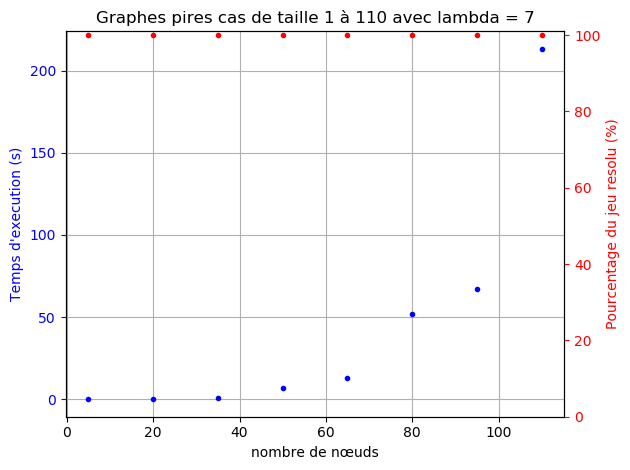 Graphes pires cas de taille 1 à 110 avec lambda = 7
Temps d'execution (s)
200
150
100
50
0
100
80
60
40
20
0
Pourcentage du jeu resolu (%)
0 20 40 60 80 100
nombre de nœuds